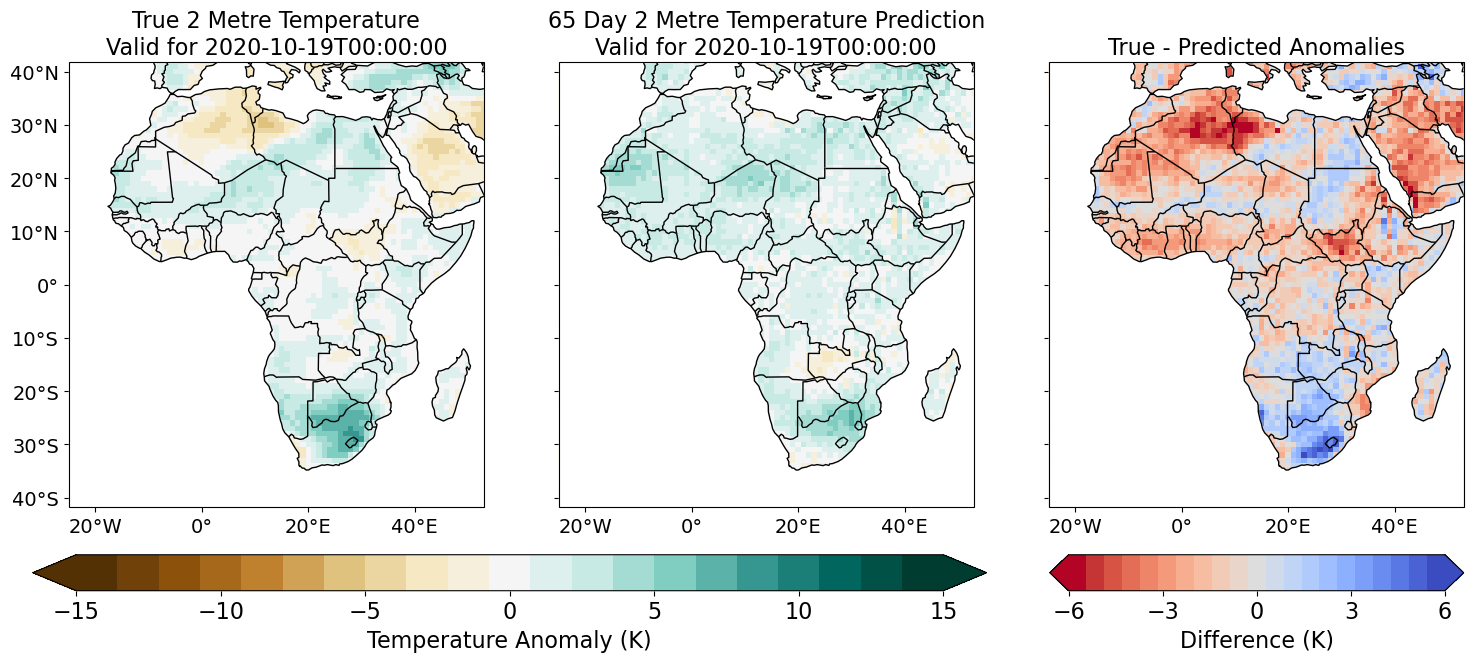 True 2 Metre Temperature
Valid for 2020-10-19T00:00:00
65 Day 2 Metre Temperature Prediction
Valid for 2020-10-19T00:00:00
True - Predicted Anomalies
40°N
30°N
20°N
10°N
0°
10°S
20°S
30°S
40°S
20°W 0° 20°E 40°E
20°W 0° 20°E 40°E
20°W 0° 20°E 40°E
−15 −10 −5 0 5 10 15
Temperature Anomaly (K)
−6 −3 0 3 6
Difference (K)